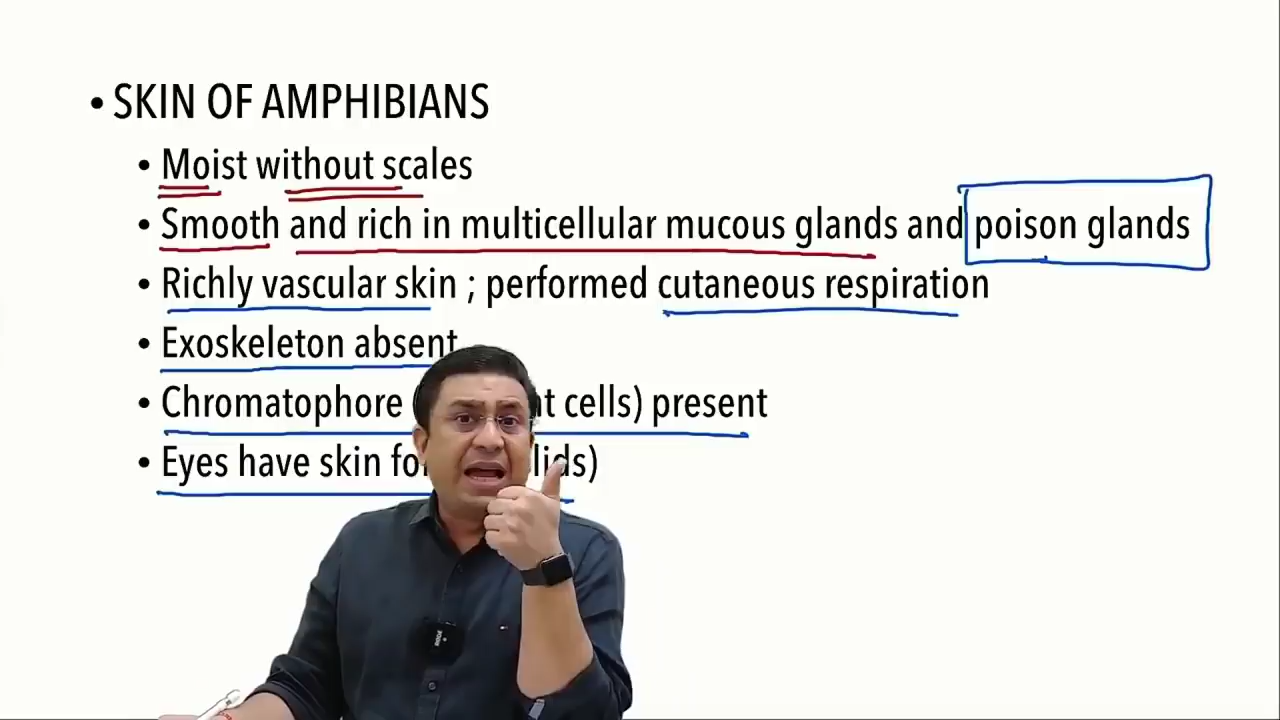 • SKIN OF AMPHIBIANS
• Moist without scales
• Smooth and rich in multicellular mucous glands and poison glands
• Richly vascular skin ; performed cutaneous respiration
• Exoskeleton absent
• Chromatophore ( cells) present
• Eyes have skin